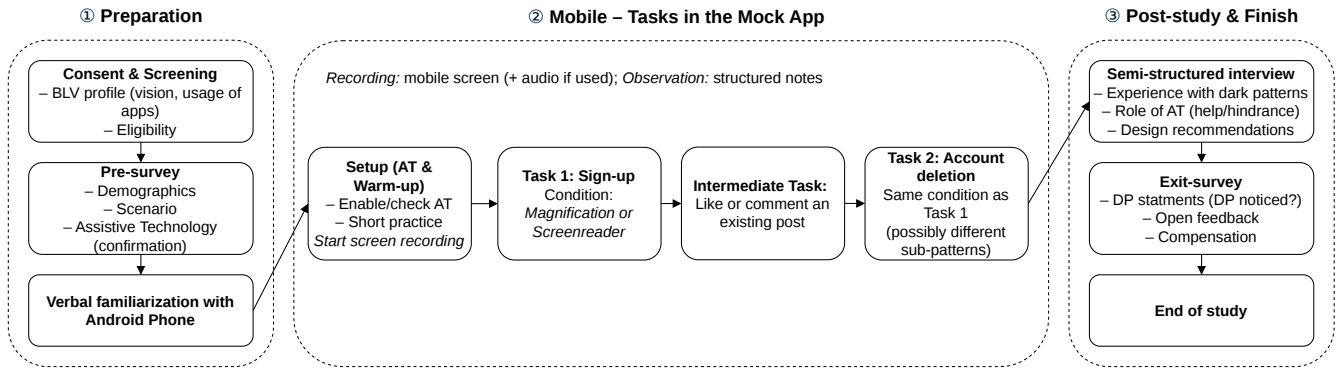 ① Preparation
Consent & Screening
– BLV profile (vision, usage of
apps)
– Eligibility
Pre-survey
– Demographics
– Scenario
– Assistive Technology
(confirmation)
Verbal familiarization with
Android Phone
② Mobile – Tasks in the Mock App
Recording: mobile screen (+ audio if used); Observation: structured notes
Setup (AT &
Warm-up)
– Enable/check AT
– Short practice
Start screen recording
Task 1: Sign-up
Condition:
Magnification or
Screenreader
Intermediate Task:
Like or comment an
existing post
Task 2: Account
deletion
Same condition as
Task 1
(possibly different
sub-patterns)
③ Post-study & Finish
Semi-structured interview
– Experience with dark patterns
– Role of AT (help/hindrance)
– Design recommendations
Exit-survey
– DP statments (DP noticed?)
– Open feedback
– Compensation
End of study